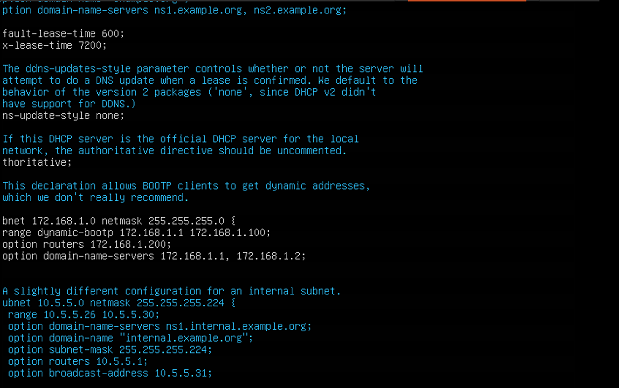 ption domain-name-servers ns1.example.org, ns2.example.org;
fault-lease-time 600;
x-lease-time 7200;
The ddns-updates-style parameter controls whether or not the server will
attempt to do a DNS update when a lease is confirmed. We default to the
behavior of the version 2 packages ('none', since DHCP v2 didn't
have support for DDNS.)
ns-update-style none;
If this DHCP server is the official DHCP server for the local
network, the authoritative directive should be uncommented.
thoritative;
This declaration allows BOOTP clients to get dynamic addresses,
which we don't really recommend.
bnet 172.168.1.0 netmask 255.255.255.0 {
range dynamic-bootp 172.168.1.1 172.168.1.100;
option routers 172.168.1.200;
option domain-name-servers 172.168.1.1, 172.168.1.2;
A slightly different configuration for an internal subnet.
ubnet 10.5.5.0 netmask 255.255.255.224 {
range 10.5.5.26 10.5.5.30;
option domain-name-servers ns1.internal.example.org;
option domain-name "internal.example.org";
option subnet-mask 255.255.255.224;
option routers 10.5.5.1;
option broadcast-address 10.5.5.31;